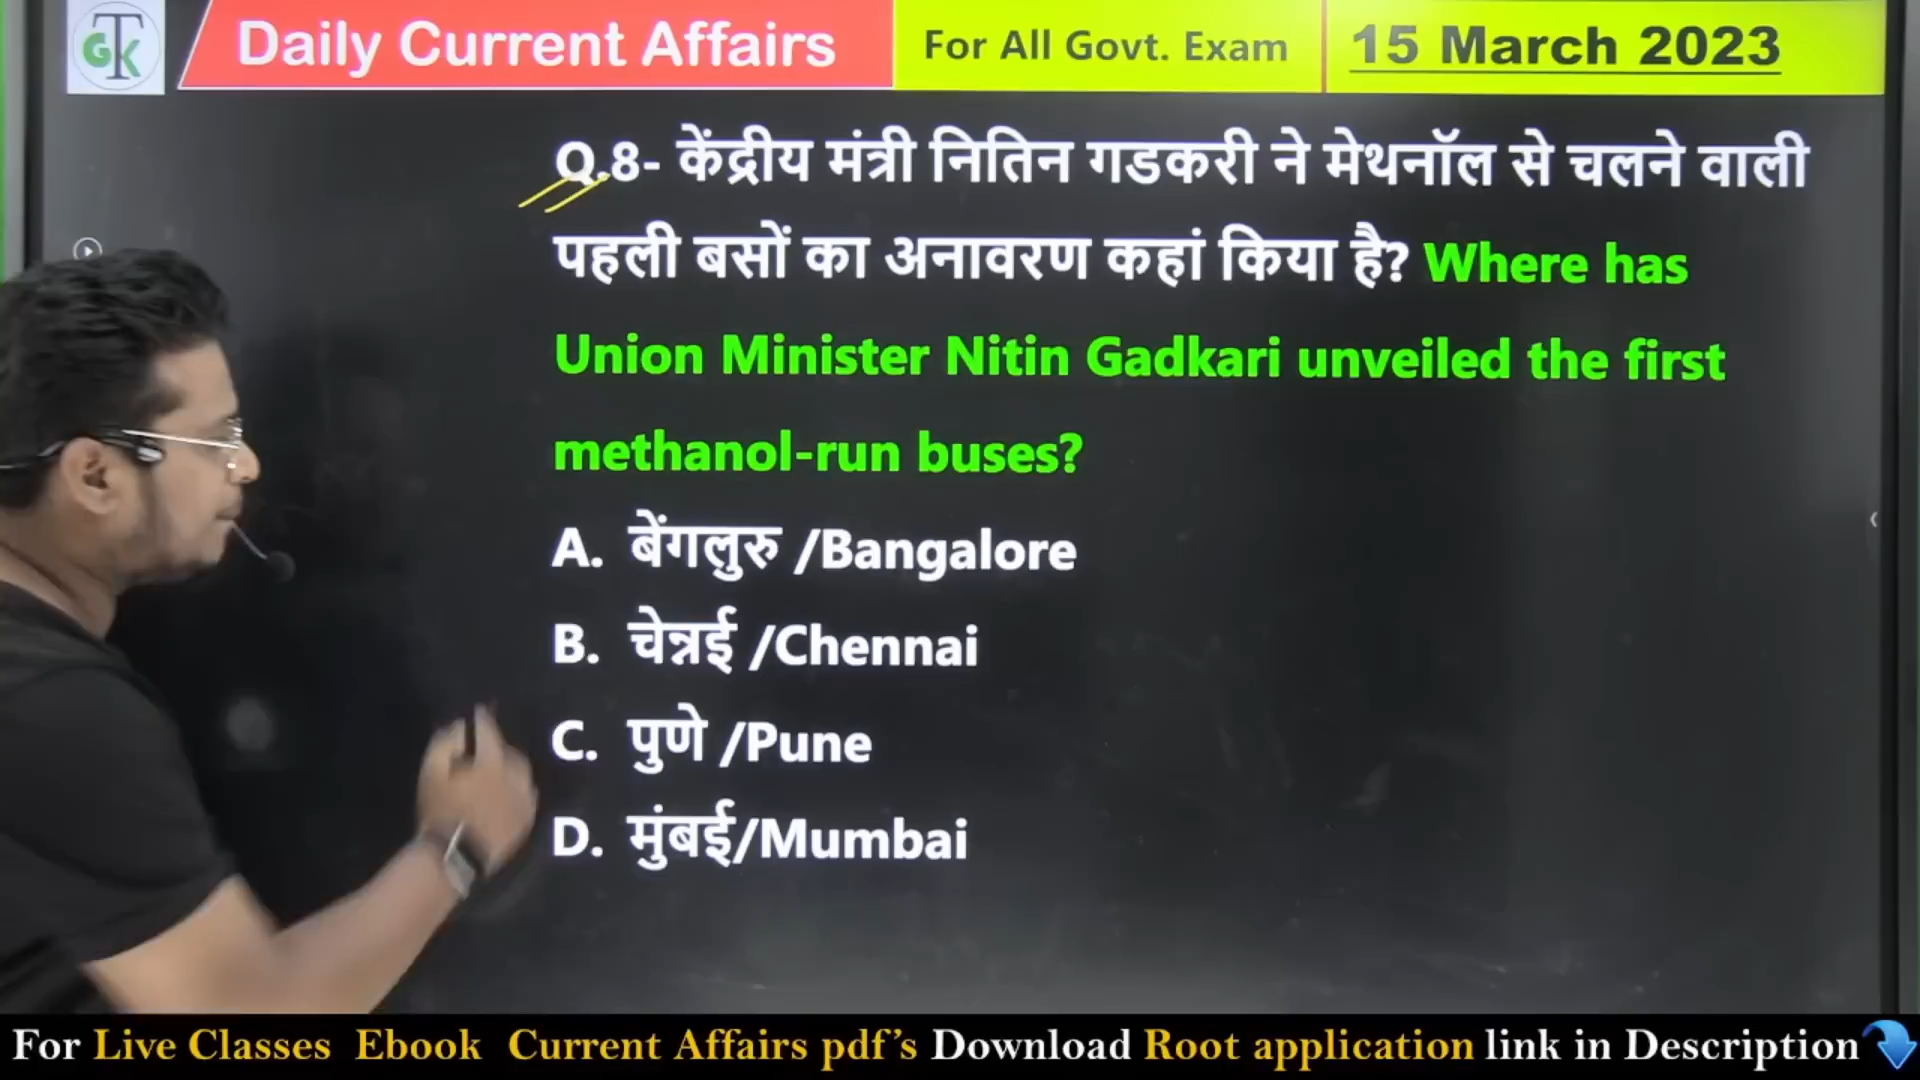 GTK
Daily Current Affairs
For All Govt. Exam
15 March 2023
Q.8- केंद्रीय मंत्री नितिन गडकरी ने मेथनॉल से चलने वाली
पहली बसों का अनावरण कहां किया है? Where has
Union Minister Nitin Gadkari unveiled the first
methanol-run buses?
A. बेंगलुरु /Bangalore
B. चेन्नई /Chennai
C. पुणे /Pune
D. मुंबई/Mumbai
For Live Classes Ebook Current Affairs pdf's Download Root application link in Description